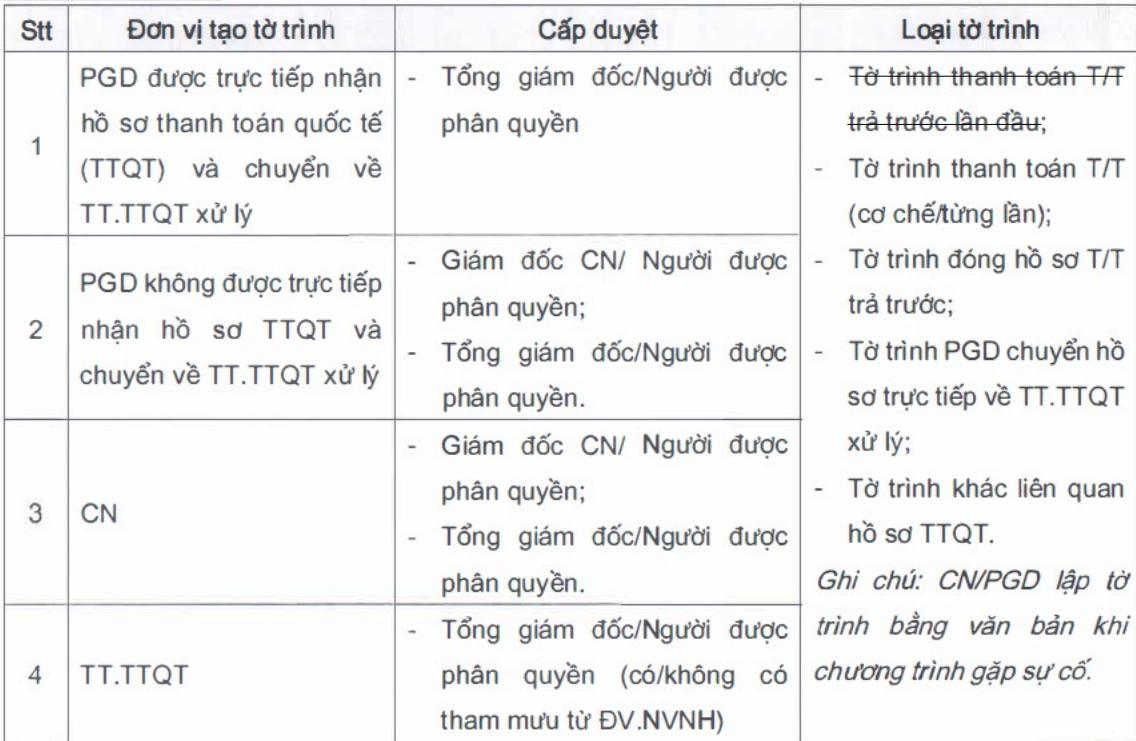 Stt
Đơn vị tạo tờ trình
Cấp duyệt
Loại tờ trình
1
PGD được trực tiếp nhận
hồ sơ thanh toán quốc tế
(TTQT) và chuyển về
TT.TTQT xử lý
- Tổng giám đốc/Người được
phân quyền
2
PGD không được trực tiếp
nhận hồ sơ TTQT và
chuyển về TT.TTQT xử lý
- Giám đốc CN/ Người được
phân quyền;
- Tổng giám đốc/Người được
phân quyền.
3
CN
- Giám đốc CN/ Người được
phân quyền;
- Tổng giám đốc/Người được
phân quyền.
4
TT.TTQT
- Tổng giám đốc/Người được
phân quyền (có/không có
tham mưu từ ĐV.NVNH)
- Tờ trình thanh toán T/T
trả trước lần đầu;
- Tờ trình thanh toán T/T
(cơ chế/từng lần);
- Tờ trình đóng hồ sơ T/T
trả trước;
- Tờ trình PGD chuyển hồ
sơ trực tiếp về TT.TTQT
xử lý;
- Tờ trình khác liên quan
hồ sơ TTQT.
Ghi chú: CN/PGD lập tờ
trình bằng văn bản khi
chương trình gặp sự cố.